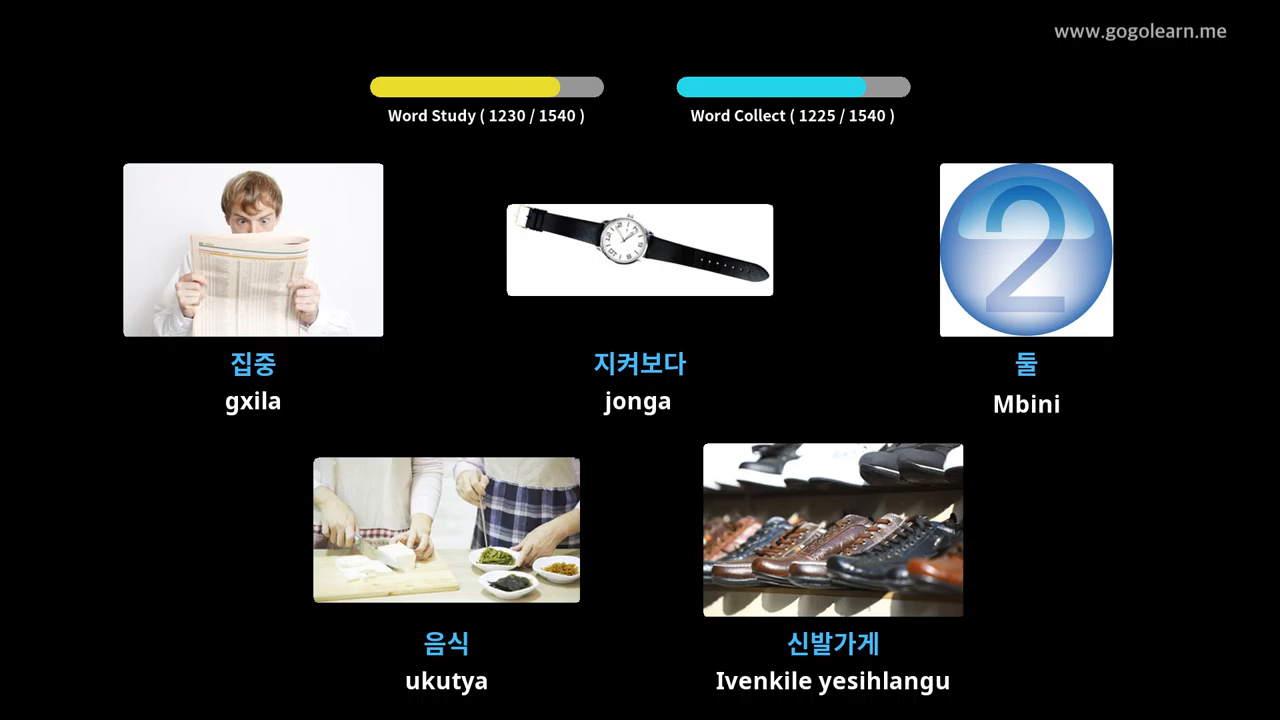 www.gogolearn.me
Word Study ( 1230 / 1540 )
Word Collect ( 1225 / 1540 )
2
집중
gxila
지켜보다
jonga
둘
Mbini
음식
ukutya
신발가게
Ivenkile yesihlangu